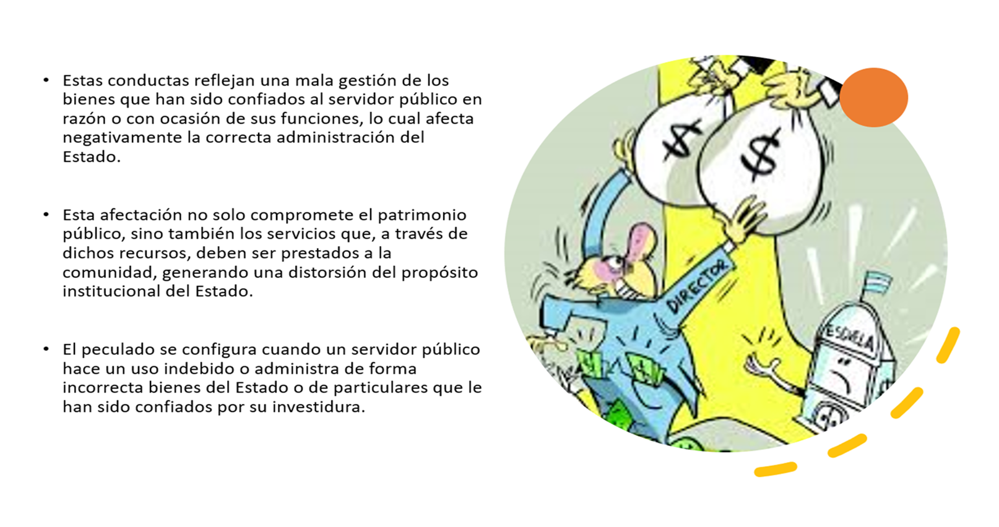 • Estas conductas reflejan una mala gestión de los
bienes que han sido confiados al servidor público en
razón o con ocasión de sus funciones, lo cual afecta
negativamente la correcta administración del
Estado.
• Esta afectación no solo compromete el patrimonio
público, sino también los servicios que, a través de
dichos recursos, deben ser prestados a la
comunidad, generando una distorsión del propósito
institucional del Estado.
• El peculado se configura cuando un servidor público
hace un uso indebido o administra de forma
incorrecta bienes del Estado o de particulares que le
han sido confiados por su investidura.
$
$
DIRECTOR
ESCUELA